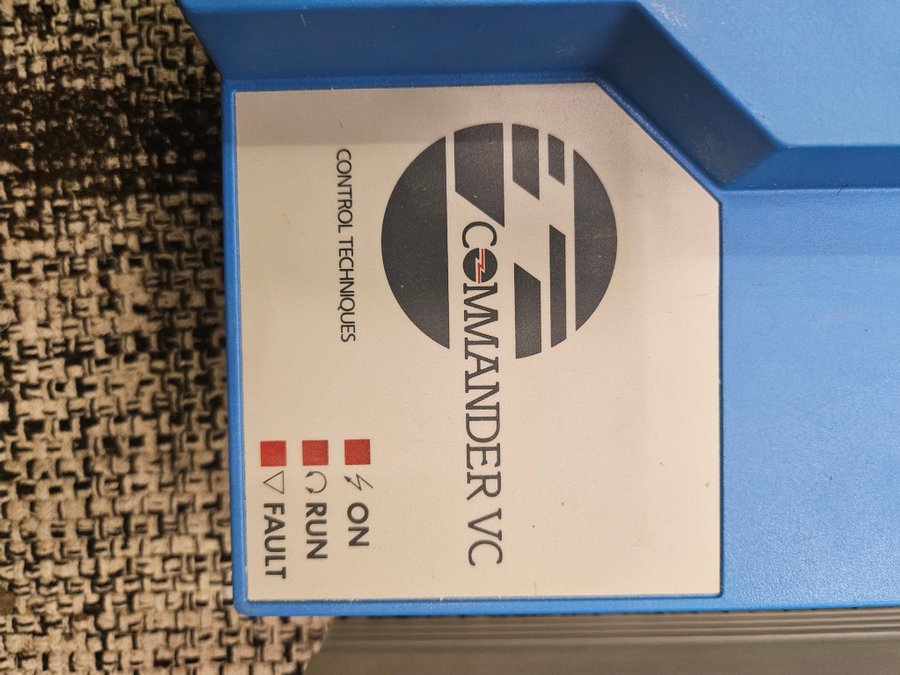 COMMANDER VC
CONTROL TECHNIQUES
ON
RUN
FAULT